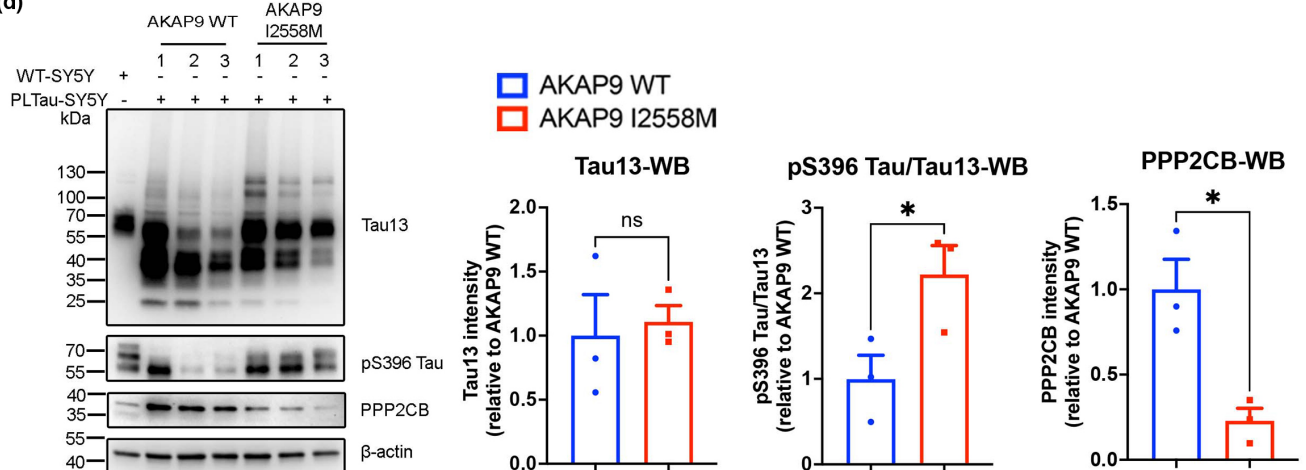 (d)
AKAP9 WT
AKAP9
I2558M
1 2 3 1 2 3
WT-SY5Y + - - - - - -
PLTau-SY5Y - + + + + + +
kDa
130
100
70
55
40
35
25
Tau13
70
55
pS396 Tau
40
35
PPP2CB
55
40
β-actin
AKAP9 WT
AKAP9 I2558M
Tau13-WB
Tau13 intensity
(relative to AKAP9 WT)
2.0
1.5
1.0
0.5
0.0
ns
pS396 Tau/Tau13-WB
pS396 Tau/Tau13
(relative to AKAP9 WT)
3
2
1
0
*
PPP2CB-WB
PPP2CB intensity
(relative to AKAP9 WT)
1.5
1.0
0.5
0.0
*